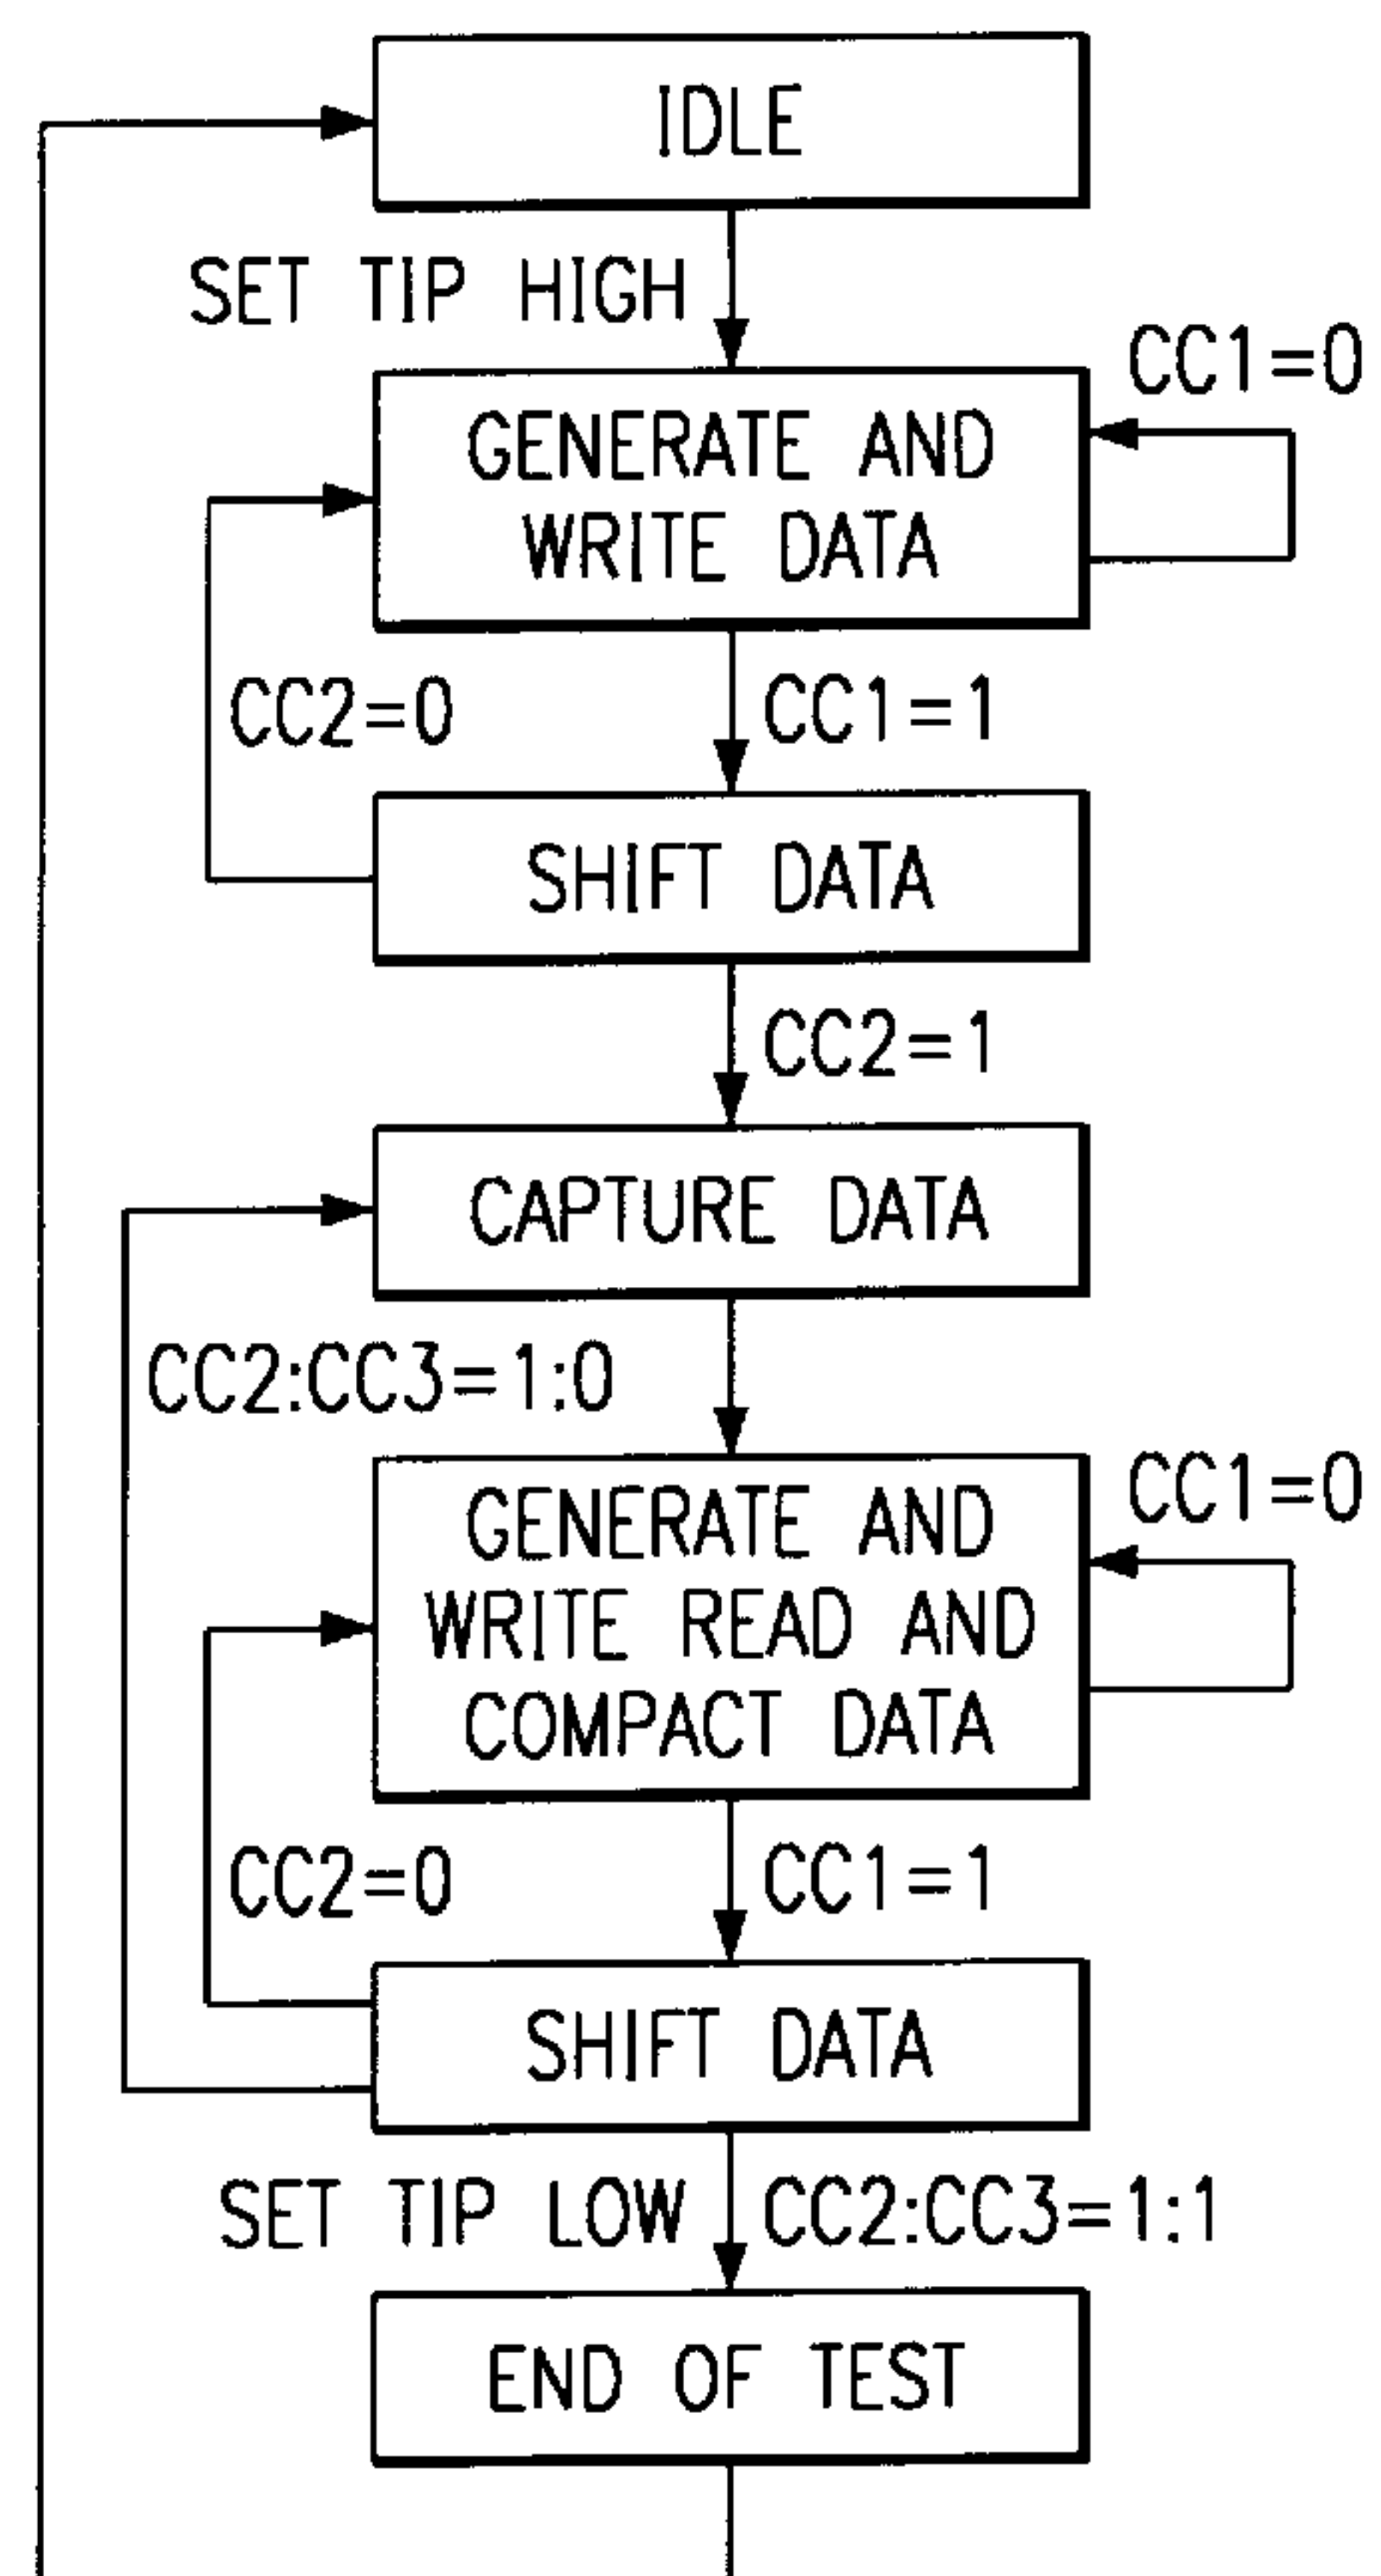 IDLE
SET TIP HIGH
CC1=0
GENERATE AND
WRITE DATA
CC2=0
CC1=1
SHIFT DATA
CC2=1
CAPTURE DATA
CC2:CC3=1:0
CC1=0
GENERATE AND
WRITE READ AND
COMPACT DATA
CC2=0
CC1=1
SHIFT DATA
SET TIP LOW
CC2:CC3=1:1
END OF TEST